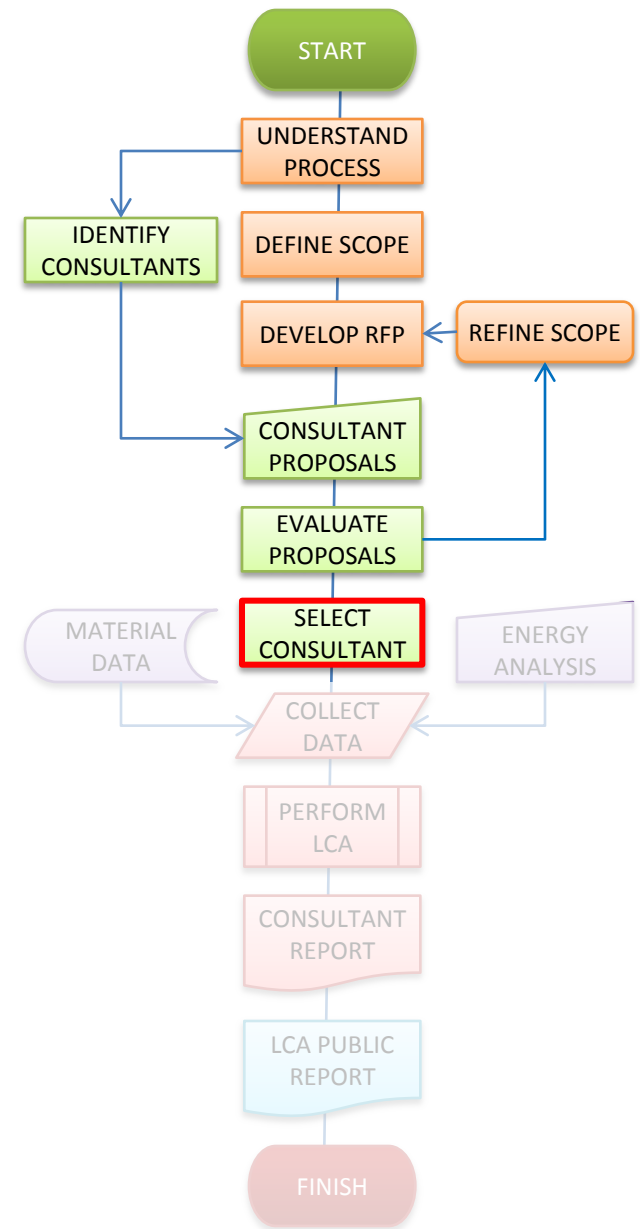 START
UNDERSTAND
PROCESS
IDENTIFY
CONSULTANTS
DEFINE SCOPE
DEVELOP RFP
REFINE SCOPE
CONSULTANT
PROPOSALS
EVALUATE
PROPOSALS
MATERIAL
DATA
SELECT
CONSULTANT
ENERGY
ANALYSIS
COLLECT
DATA
PERFORM
LCA
CONSULTANT
REPORT
LCA PUBLIC
REPORT
FINISH